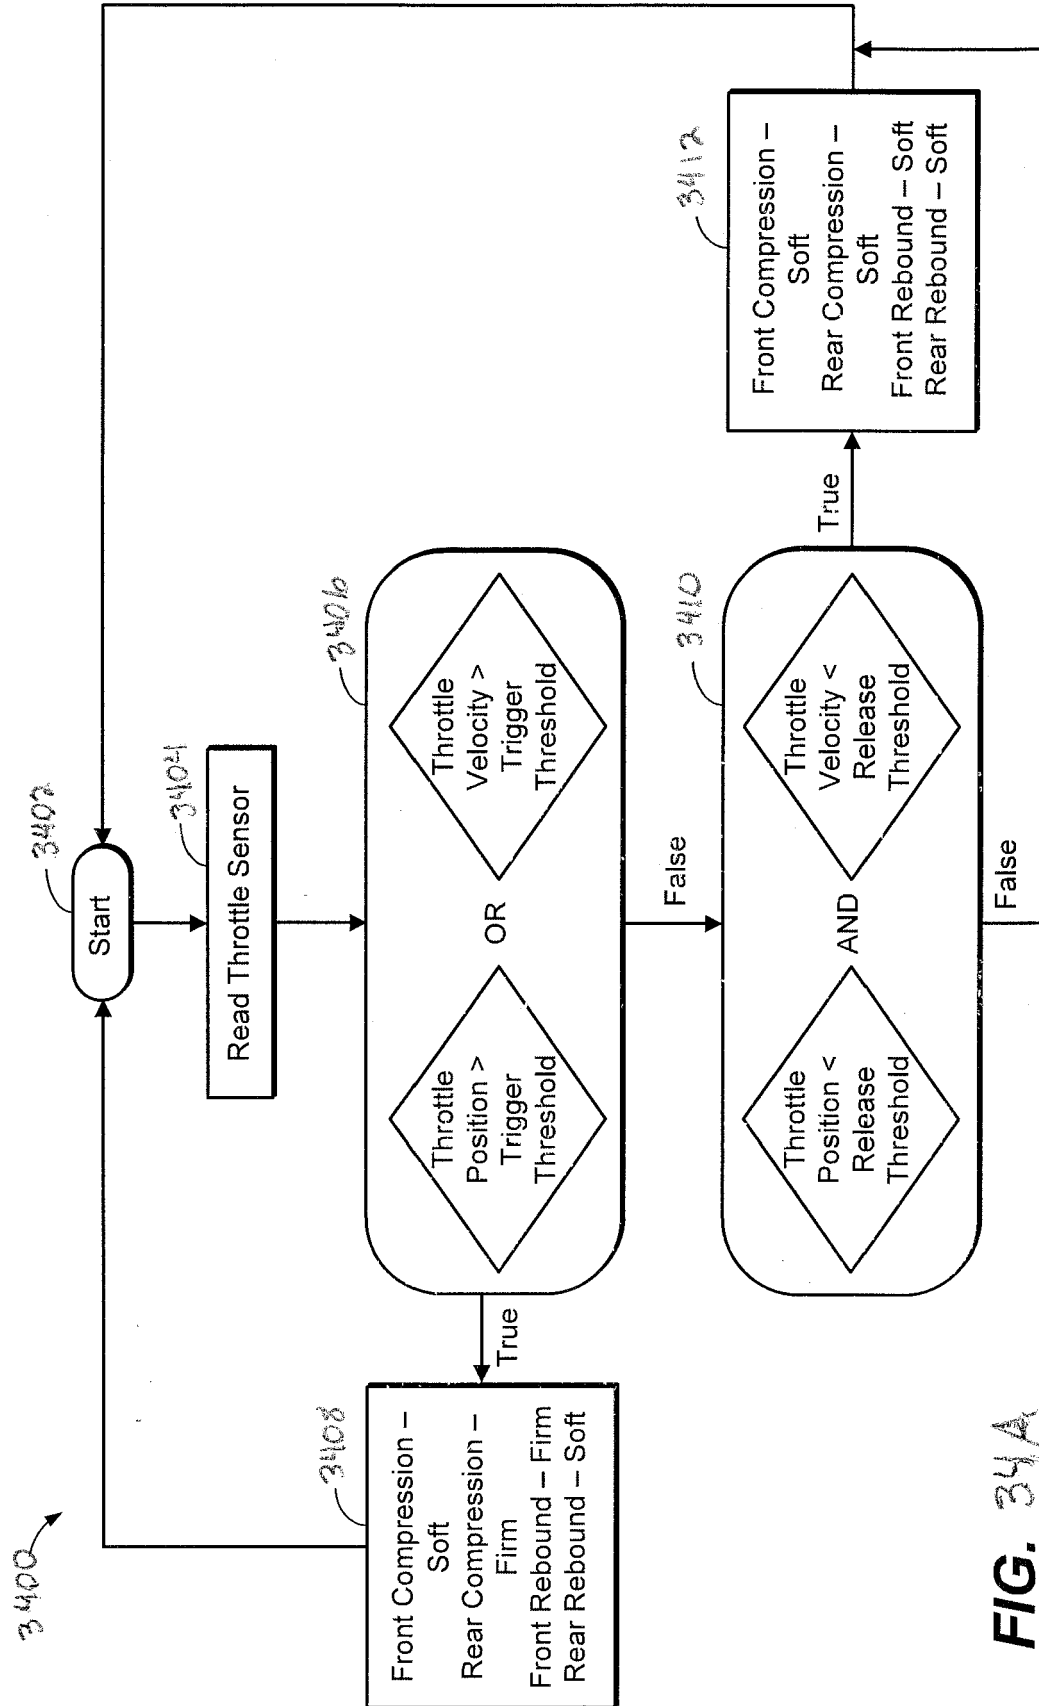 3400
3402
Start
3404
Read Throttle Sensor
3406
Throttle
Position >
Trigger
Threshold
OR
Throttle
Velocity >
Trigger
Threshold
True
3408
Front Compression –
Soft
Rear Compression –
Firm
Front Rebound – Firm
Rear Rebound – Soft
False
3410
Throttle
Position <
Release
Threshold
AND
Throttle
Velocity <
Release
Threshold
True
3412
Front Compression –
Soft
Rear Compression –
Soft
Front Rebound – Soft
Rear Rebound – Soft
False
FIG. 34A